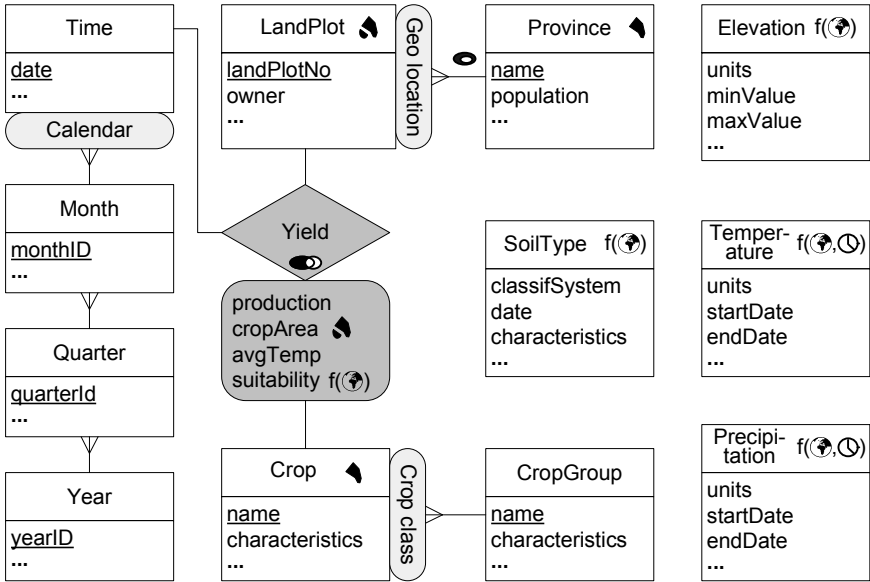 Time
date
...
Calendar
Month
monthID
...
Quarter
quarterId
...
Year
yearID
...
LandPlot
landPlotNo
owner
...
Geo location
Province
name
population
...
Yield
production
cropArea
avgTemp
suitability f( )
Crop
name
characteristics
...
Crop class
CropGroup
name
characteristics
...
SoilType f( )
classifSystem
date
characteristics
...
Elevation f( )
units
minValue
maxValue
...
Temper-
ature f( , )
units
startDate
endDate
...
Precipi-
tation f( , )
units
startDate
endDate
...